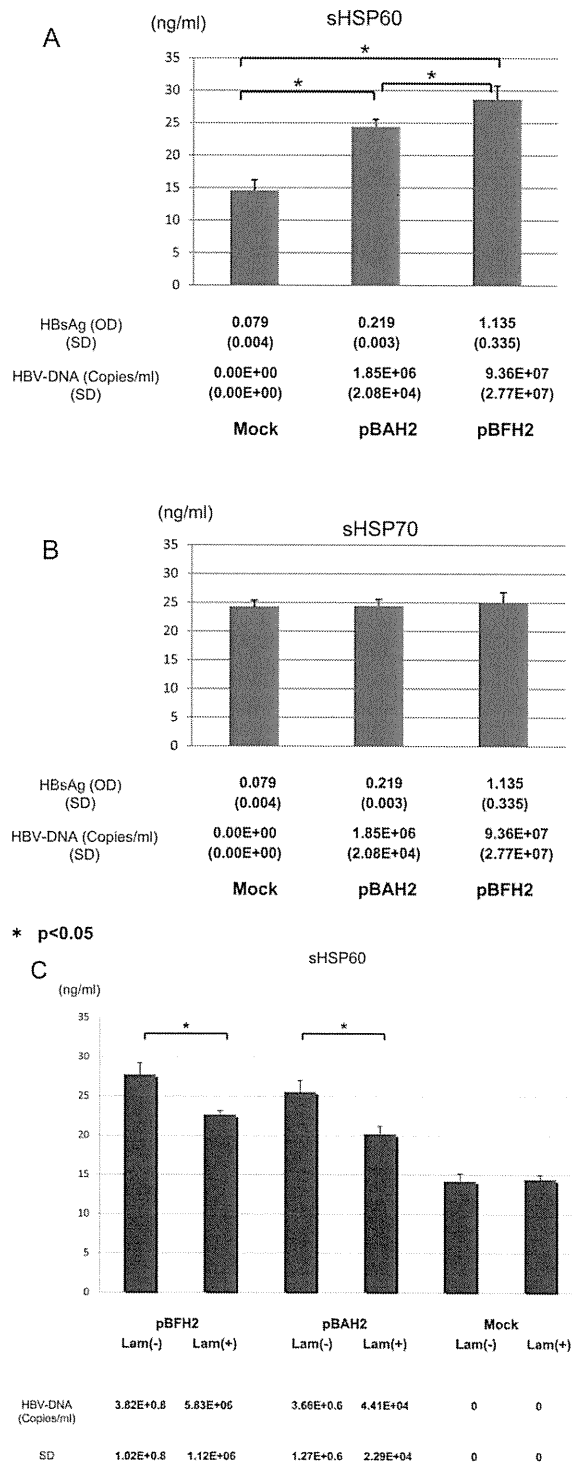 A
(ng/ml)
sHSP60
35
30
25
20
15
10
5
0
* * *
HBsAg (OD) 0.079 0.219 1.135
(SD) (0.004) (0.003) (0.335)
HBV-DNA (Copies/ml) 0.00E+00 1.85E+06 9.36E+07
(SD) (0.00E+00) (2.08E+04) (2.77E+07)
Mock pBAH2 pBFH2
B
(ng/ml)
sHSP70
35
30
25
20
15
10
5
0
HBsAg (OD) 0.079 0.219 1.135
(SD) (0.004) (0.003) (0.335)
HBV-DNA (Copies/ml) 0.00E+00 1.85E+06 9.36E+07
(SD) (0.00E+00) (2.08E+04) (2.77E+07)
Mock pBAH2 pBFH2
* p<0.05
C
sHSP60
(ng/ml)
35
30
25
20
15
10
5
0
* *
pBFH2 pBAH2 Mock
Lam(-) Lam(+) Lam(-) Lam(+) Lam(-) Lam(+)
HBV-DNA 3.82E+0.8 5.83E+06 3.66E+0.6 4.41E+04 0 0
(Copies/ml)
SD 1.02E+0.8 1.12E+06 1.27E+0.6 2.29E+04 0 0